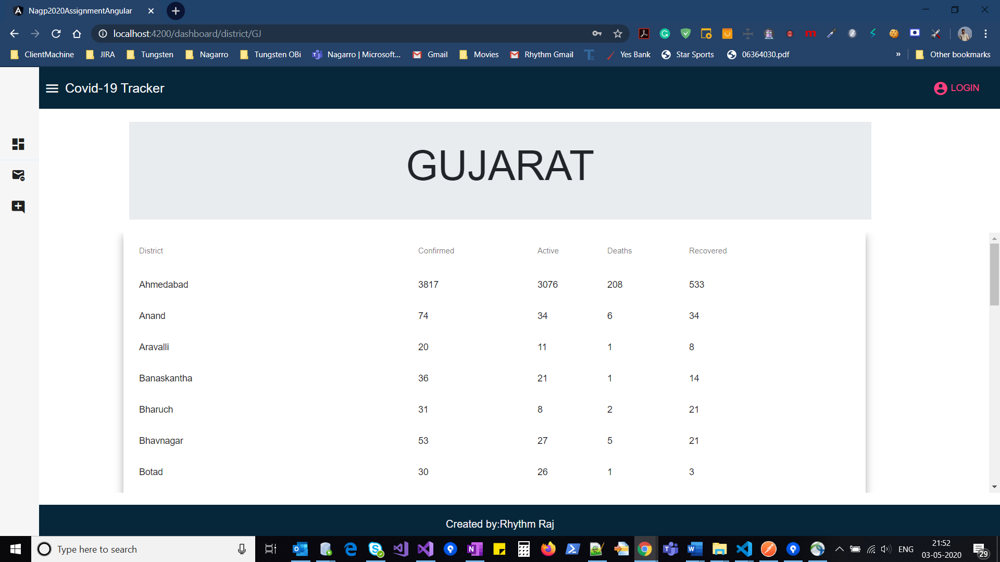 Nagp2020AssignmentAngular
localhost:4200/dashboard/district/GJ
ClientMachine JIRA Tungsten Nagarro Tungsten OBi Nagarro | Microsoft... Gmail Movies Rhythm Gmail Yes Bank Star Sports 06364030.pdf » Other bookmarks
Covid-19 Tracker LOGIN
GUJARAT
District Confirmed Active Deaths Recovered
Ahmedabad 3817 3076 208 533
Anand 74 34 6 34
Aravalli 20 11 1 8
Banaskantha 36 21 1 14
Bharuch 31 8 2 21
Bhavnagar 53 27 5 21
Botad 30 26 1 3
Created by:Rhythm Raj
Type here to search ENG 21:52
03-05-2020 29